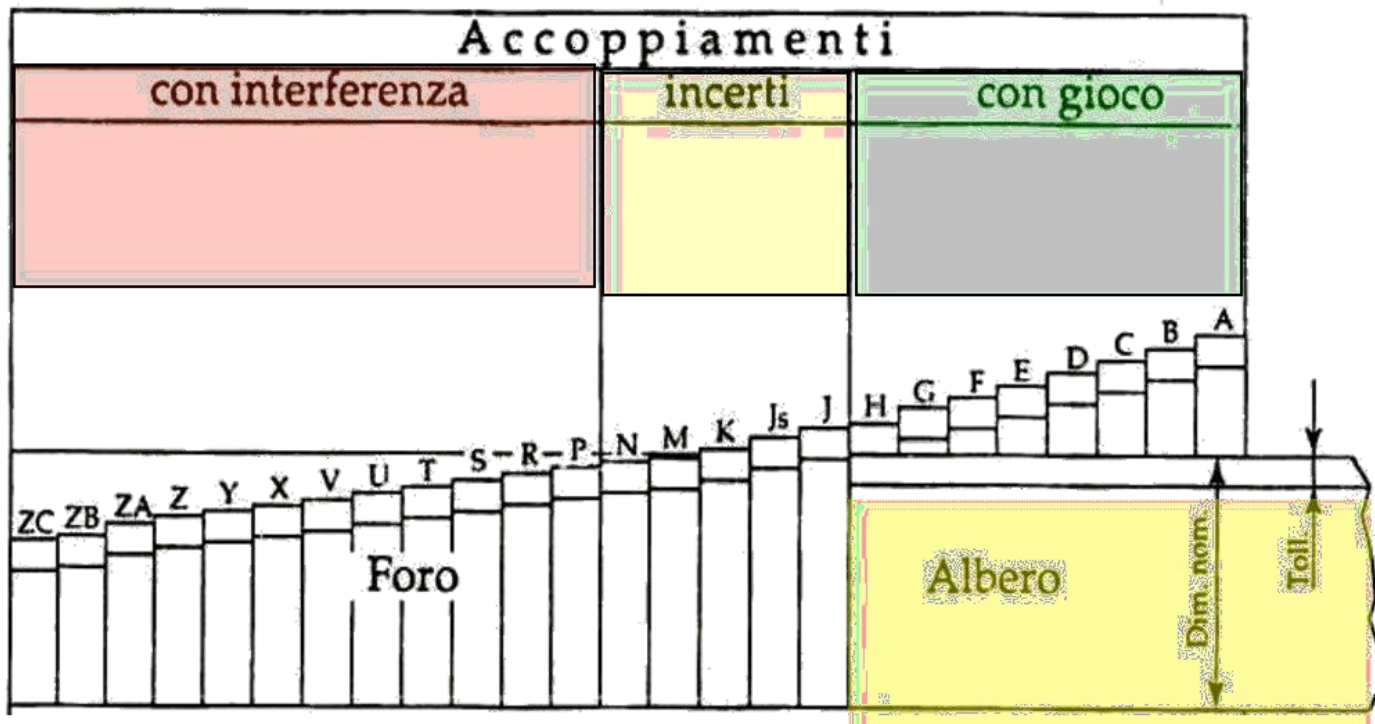 Accoppiamenti
con interferenza
incerti
con gioco
ZC ZB ZA Z Y X V U T S R P N M K Js J H G F E D C B A
Foro
Albero
Dim. nom.
Toll.